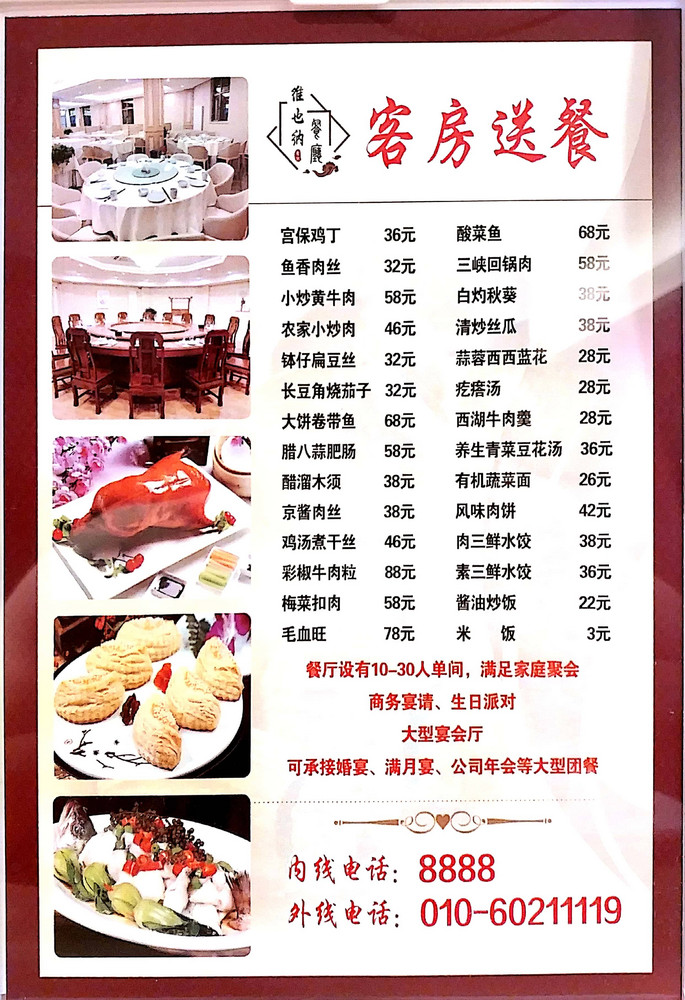 维也纳
餐厅
客房送餐
宫保鸡丁 36元 酸菜鱼 68元
鱼香肉丝 32元 三峡回锅肉 58元
小炒黄牛肉 58元 白灼秋葵 38元
农家小炒肉 46元 清炒丝瓜 38元
钵仔扁豆丝 32元 蒜蓉西西蓝花 28元
长豆角烧茄子 32元 疙瘩汤 28元
大饼卷带鱼 68元 西湖牛肉羹 28元
腊八蒜肥肠 58元 养生青菜豆花汤 36元
醋溜木须 38元 有机蔬菜面 26元
京酱肉丝 38元 风味肉饼 42元
鸡汤煮干丝 46元 肉三鲜水饺 38元
彩椒牛肉粒 88元 素三鲜水饺 36元
梅菜扣肉 58元 酱油炒饭 22元
毛血旺 78元 米 饭 3元
餐厅设有10-30人单间，满足家庭聚会
商务宴请、生日派对
大型宴会厅
可承接婚宴、满月宴、公司年会等大型团餐
内线电话：8888
外线电话：010-60211119